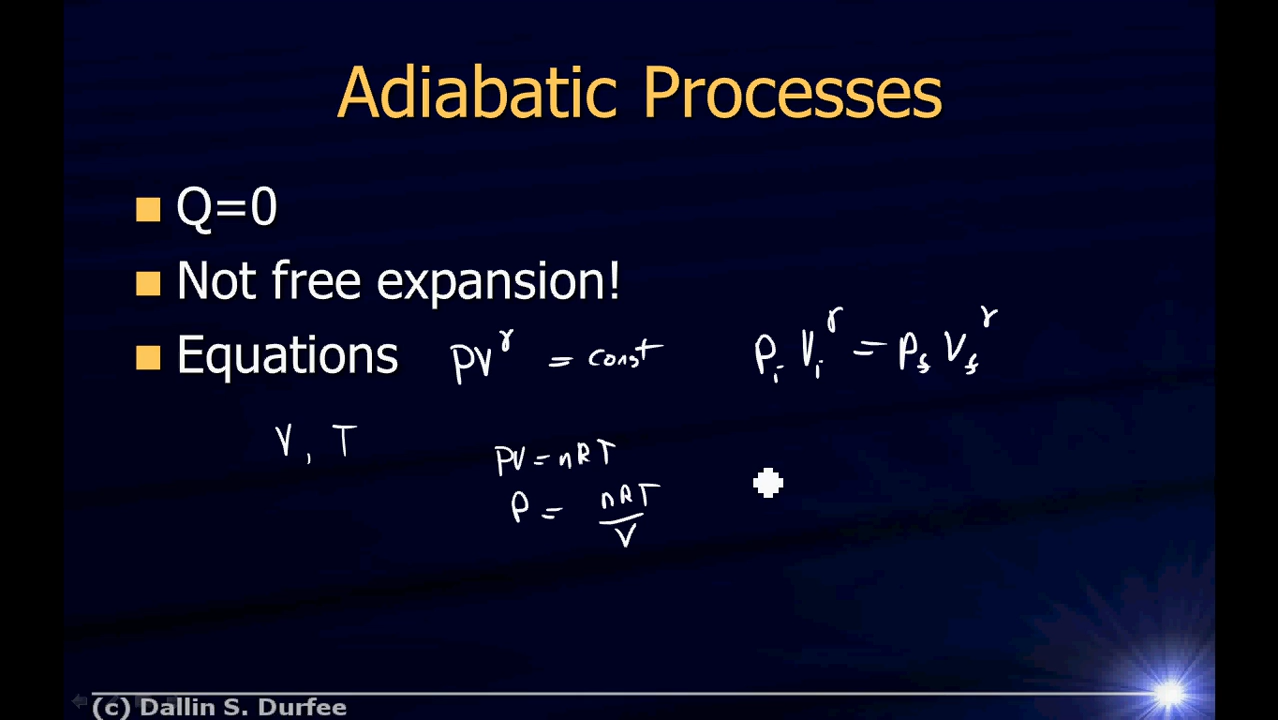 Adiabatic Processes
■ Q=0
■ Not free expansion!
■ Equations PV^γ = const P_i V_i^γ = P_f V_f^γ
V, T
PV = nRT
P = nRT/V
(c) Dallin S. Durfee